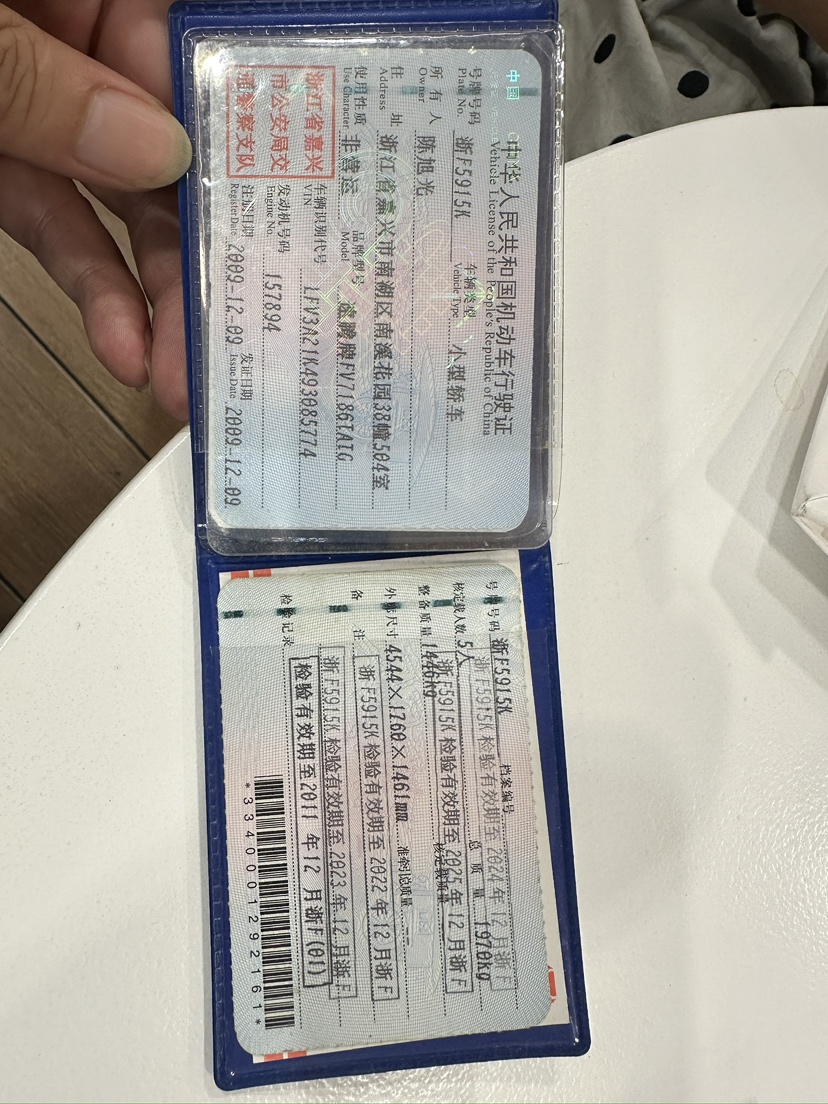 中华人民共和国机动车行驶证
Vehicle License of the People's Republic of China
号牌号码 浙F5915K 车辆类型 小型轿车
Plate No. Vehicle Type
所有人 陈旭光
Owner
住址 浙江省嘉兴市南湖区南溪花园38幢504室
Address
使用性质 非营运 品牌型号 速腾牌FV7186TATG
Use Character Model
浙江省嘉兴
市公安局交
通警察支队
车辆识别代号 LFV3A21K493085774
VIN
发动机号码 157894
Engine No.
注册日期 2009-12-09 发证日期 2009-12-09
Register Date Issue Date
号牌号码 浙F5915K 档案编号
浙F5915K 检验有效期至2024年12月浙F
核定载人数 5人 总质量 1970kg
浙F5915K 检验有效期至2025年12月浙F
整备质量 1446kg 核定载质量 --
外廓尺寸 4544×1760×1461mm 准牵引总质量 --
浙F5915K 检验有效期至2022年12月浙F
备注
浙F5915K 检验有效期至2023年12月浙F
检验记录 检验有效期至2011年12月浙F(01)
*3340001292161*